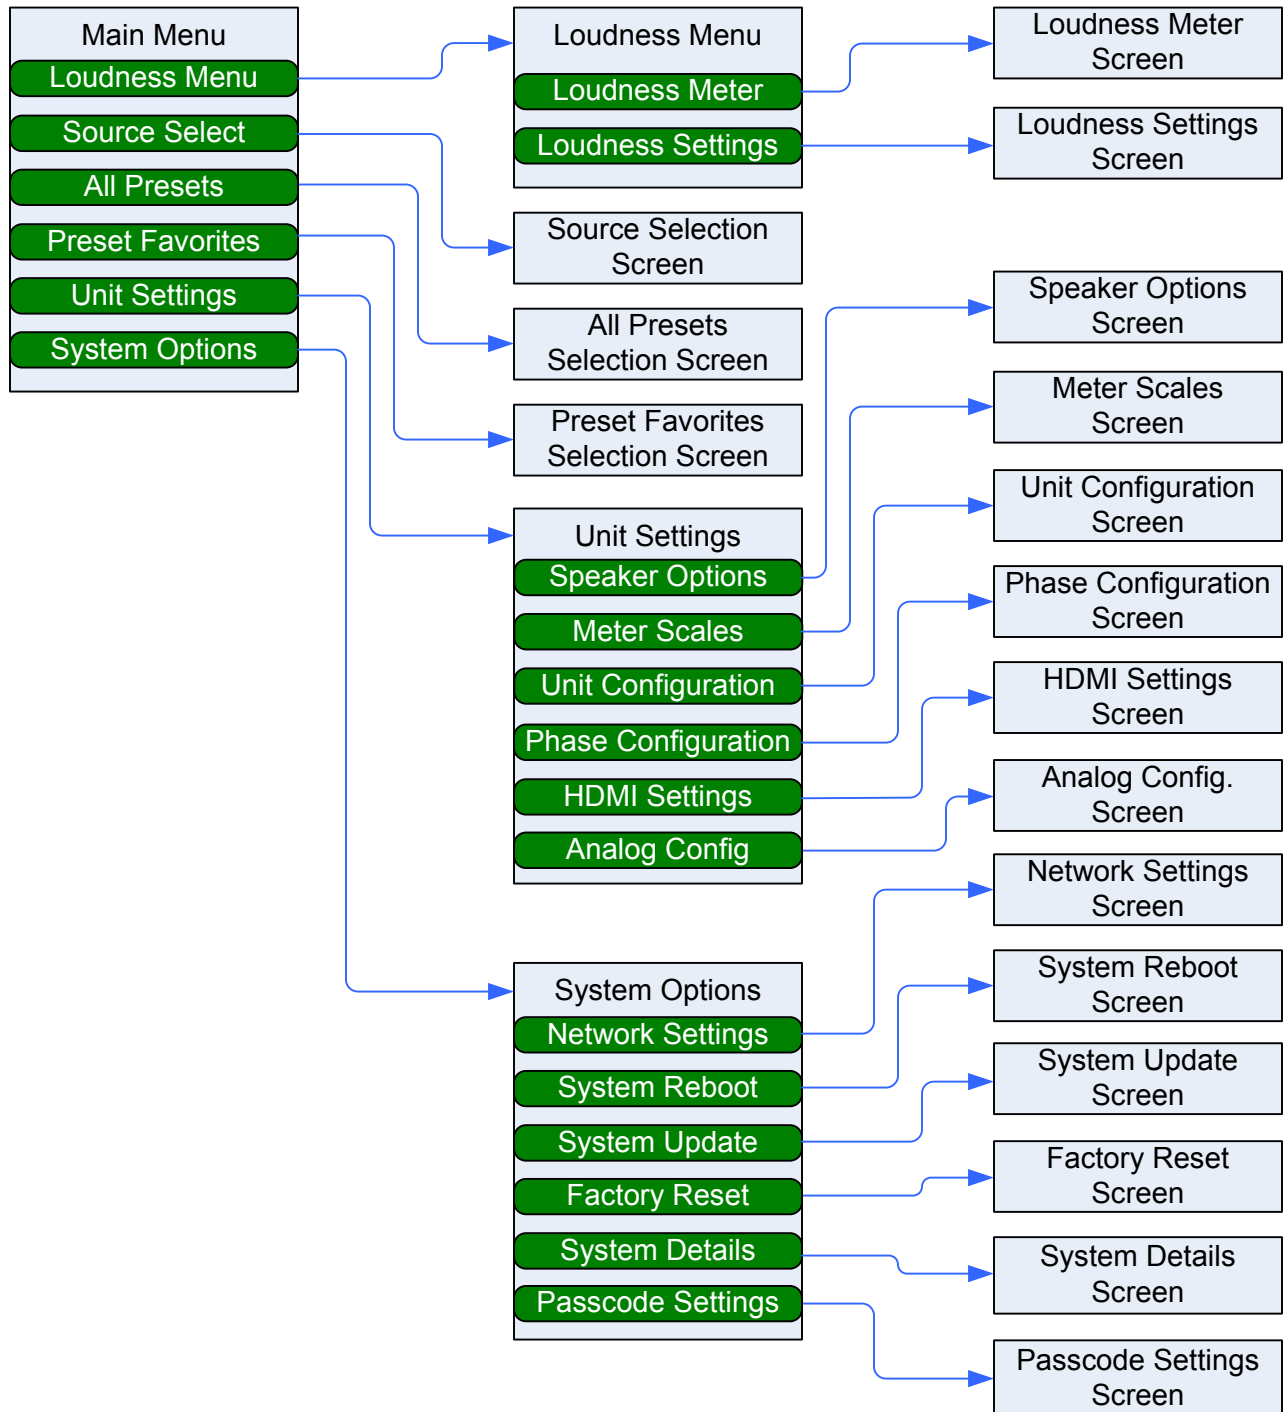 Main Menu
Loudness Menu
Source Select
All Presets
Preset Favorites
Unit Settings
System Options
Loudness Menu
Loudness Meter
Loudness Settings
Source Selection
Screen
All Presets
Selection Screen
Preset Favorites
Selection Screen
Unit Settings
Speaker Options
Meter Scales
Unit Configuration
Phase Configuration
HDMI Settings
Analog Config
System Options
Network Settings
System Reboot
System Update
Factory Reset
System Details
Passcode Settings
Loudness Meter
Screen
Loudness Settings
Screen
Speaker Options
Screen
Meter Scales
Screen
Unit Configuration
Screen
Phase Configuration
Screen
HDMI Settings
Screen
Analog Config.
Screen
Network Settings
Screen
System Reboot
Screen
System Update
Screen
Factory Reset
Screen
System Details
Screen
Passcode Settings
Screen